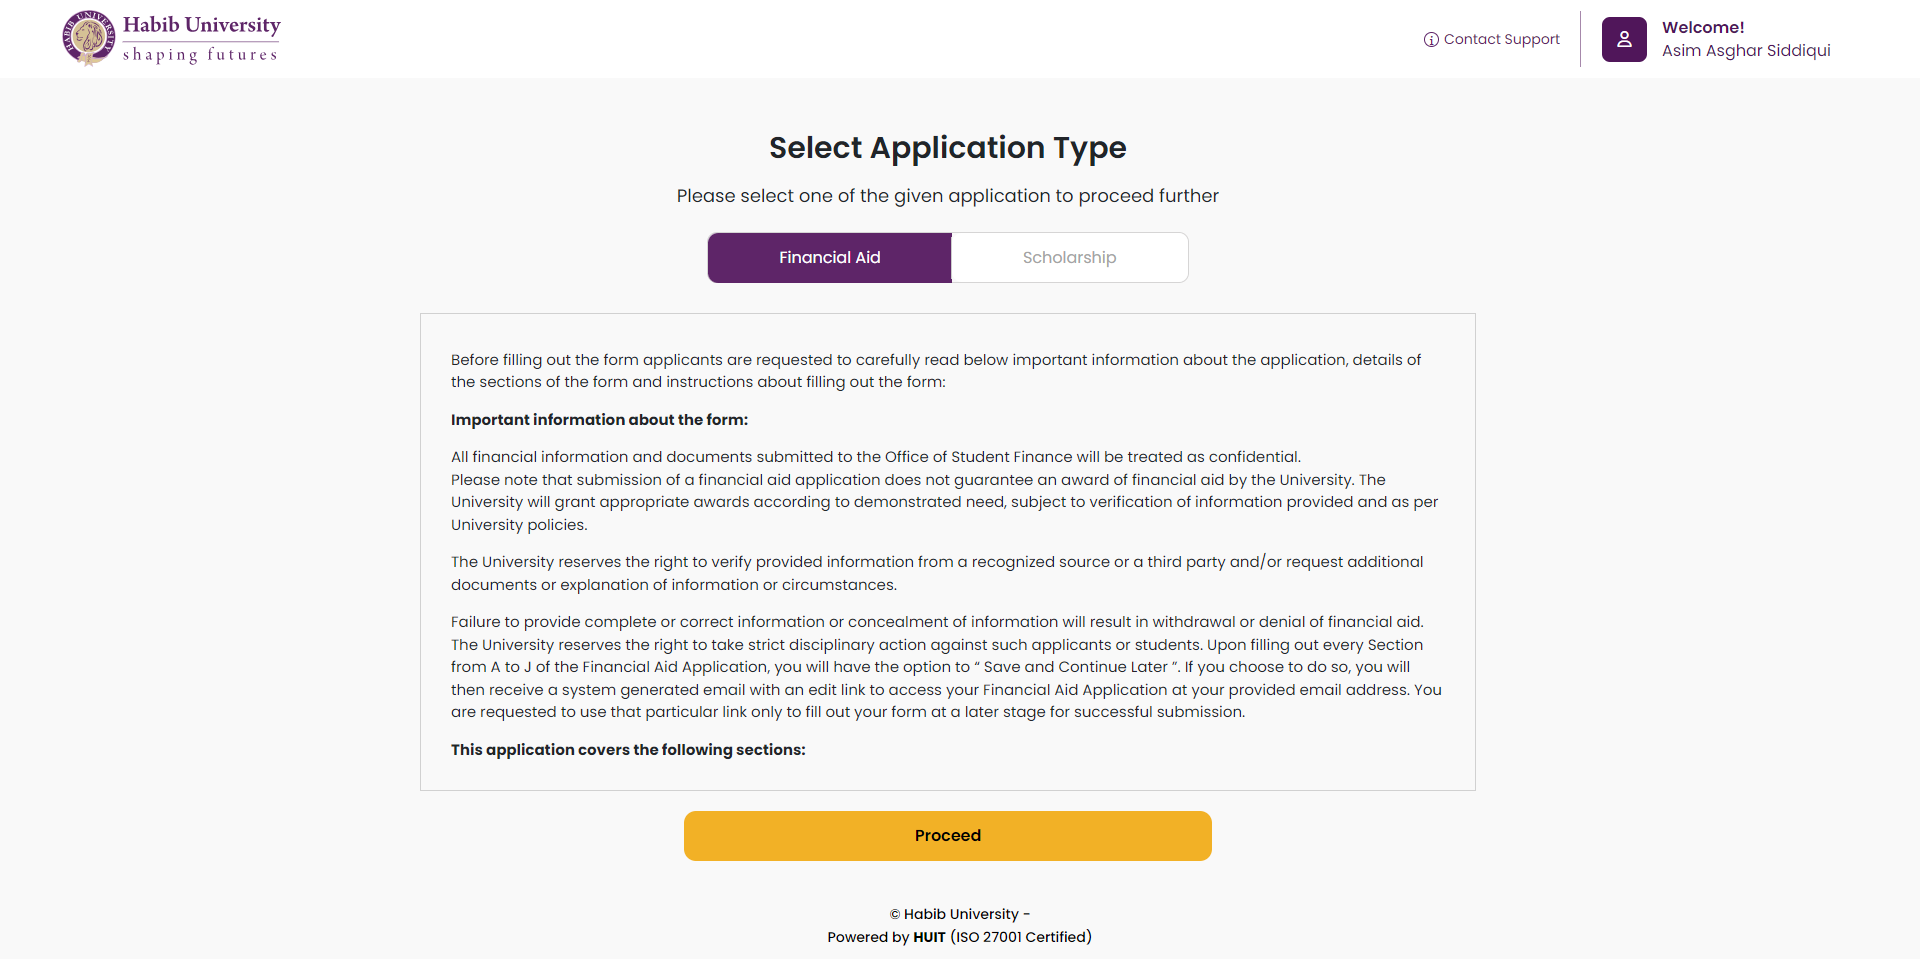 HABIB UNIVERSITY
Habib University
shaping futures
Contact Support
Welcome!
Asim Asghar Siddiqui
Select Application Type
Please select one of the given application to proceed further
Financial Aid
Scholarship
Before filling out the form applicants are requested to carefully read below important information about the application, details of
the sections of the form and instructions about filling out the form:
Important information about the form:
All financial information and documents submitted to the Office of Student Finance will be treated as confidential.
Please note that submission of a financial aid application does not guarantee an award of financial aid by the University. The
University will grant appropriate awards according to demonstrated need, subject to verification of information provided and as per
University policies.
The University reserves the right to verify provided information from a recognized source or a third party and/or request additional
documents or explanation of information or circumstances.
Failure to provide complete or correct information or concealment of information will result in withdrawal or denial of financial aid.
The University reserves the right to take strict disciplinary action against such applicants or students. Upon filling out every Section
from A to J of the Financial Aid Application, you will have the option to “ Save and Continue Later ”. If you choose to do so, you will
then receive a system generated email with an edit link to access your Financial Aid Application at your provided email address. You
are requested to use that particular link only to fill out your form at a later stage for successful submission.
This application covers the following sections:
Proceed
© Habib University -
Powered by HUIT (ISO 27001 Certified)